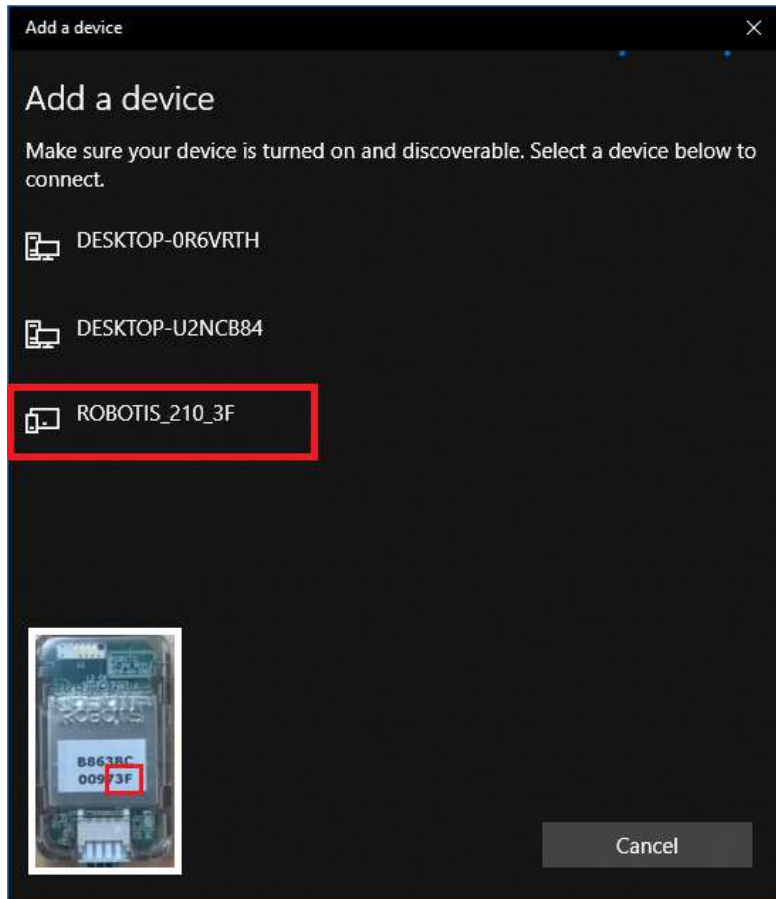 Add a device
Add a device
Make sure your device is turned on and discoverable. Select a device below to
connect.
DESKTOP-0R6VRTH
DESKTOP-U2NCB84
ROBOTIS_210_3F
ROBOTIS
B863BC
00973F
Cancel